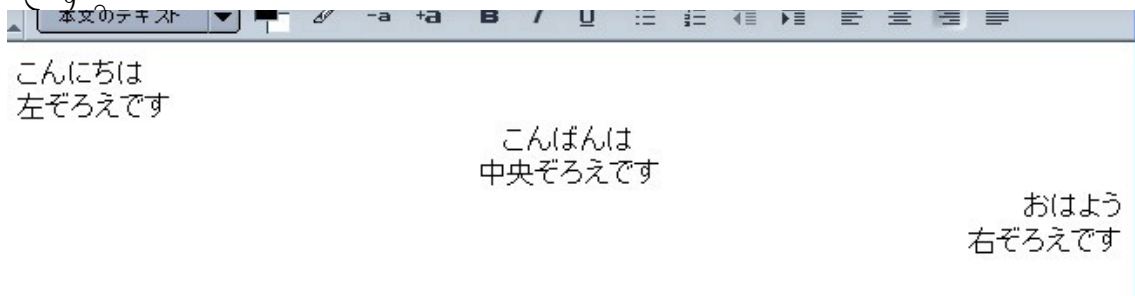 本文のテキスト
-a +a B I U
こんにちは
左ぞろえです
こんばんは
中央ぞろえです
おはよう
右ぞろえです